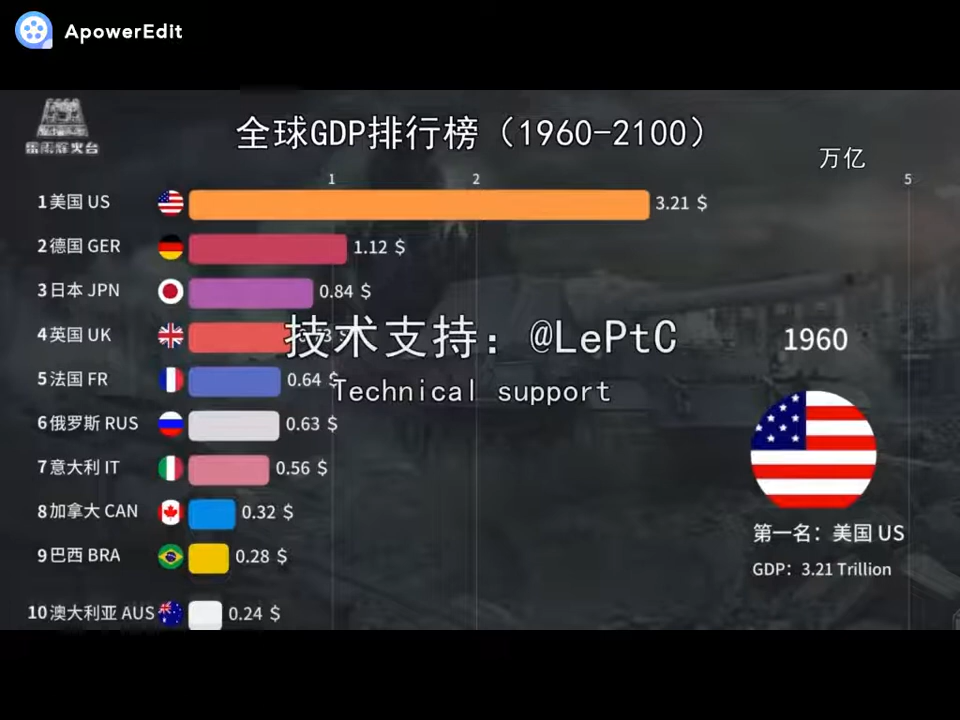 ApowerEdit
全球GDP排行榜（1960-2100）
万亿
1 2 5
1美国 US 3.21 $
2德国 GER 1.12 $
3日本 JPN 0.84 $
4英国 UK
技术支持：@LePtC
1960
5法国 FR 0.64 $
Technical support
6俄罗斯 RUS 0.63 $
7意大利 IT 0.56 $
8加拿大 CAN 0.32 $
第一名：美国 US
9巴西 BRA 0.28 $
GDP：3.21 Trillion
10澳大利亚 AUS 0.24 $